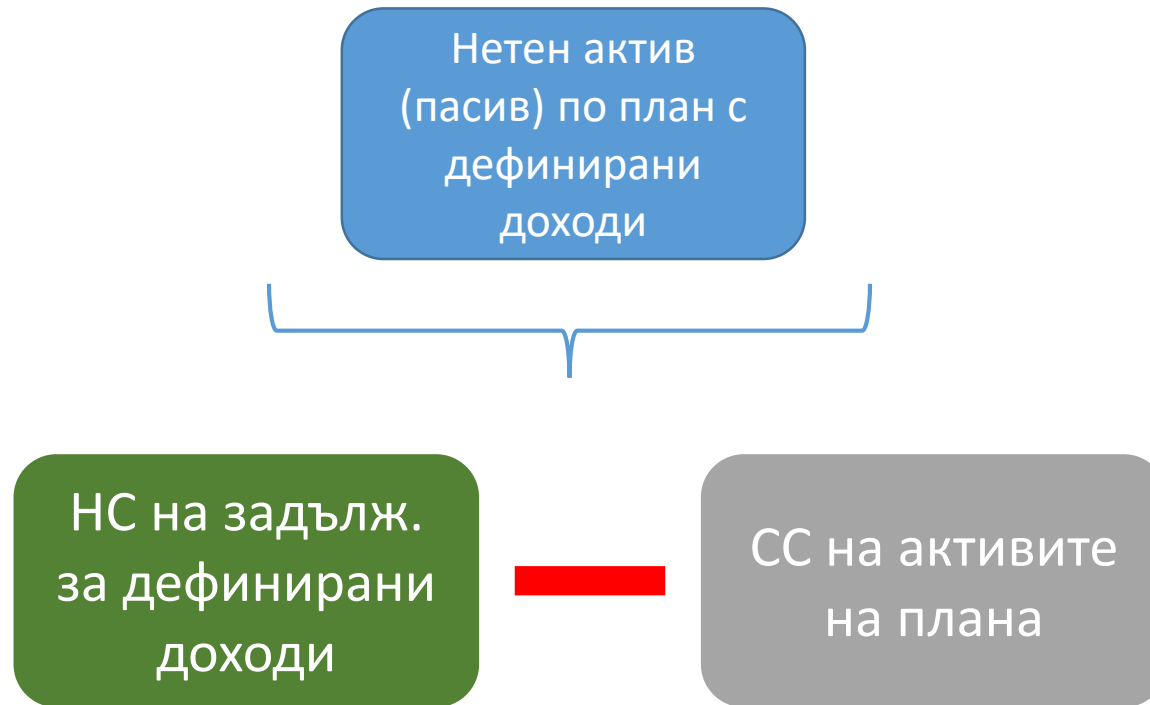 Нетен актив
(пасив) по план с
дефинирани
доходи
НС на задълж.
за дефинирани
доходи
СС на активите
на плана